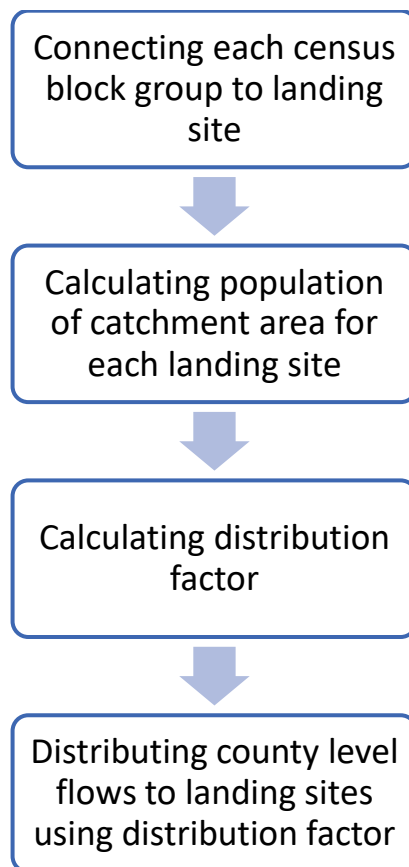 Connecting each census
block group to landing
site
Calculating population
of catchment area for
each landing site
Calculating distribution
factor
Distributing county level
flows to landing sites
using distribution factor